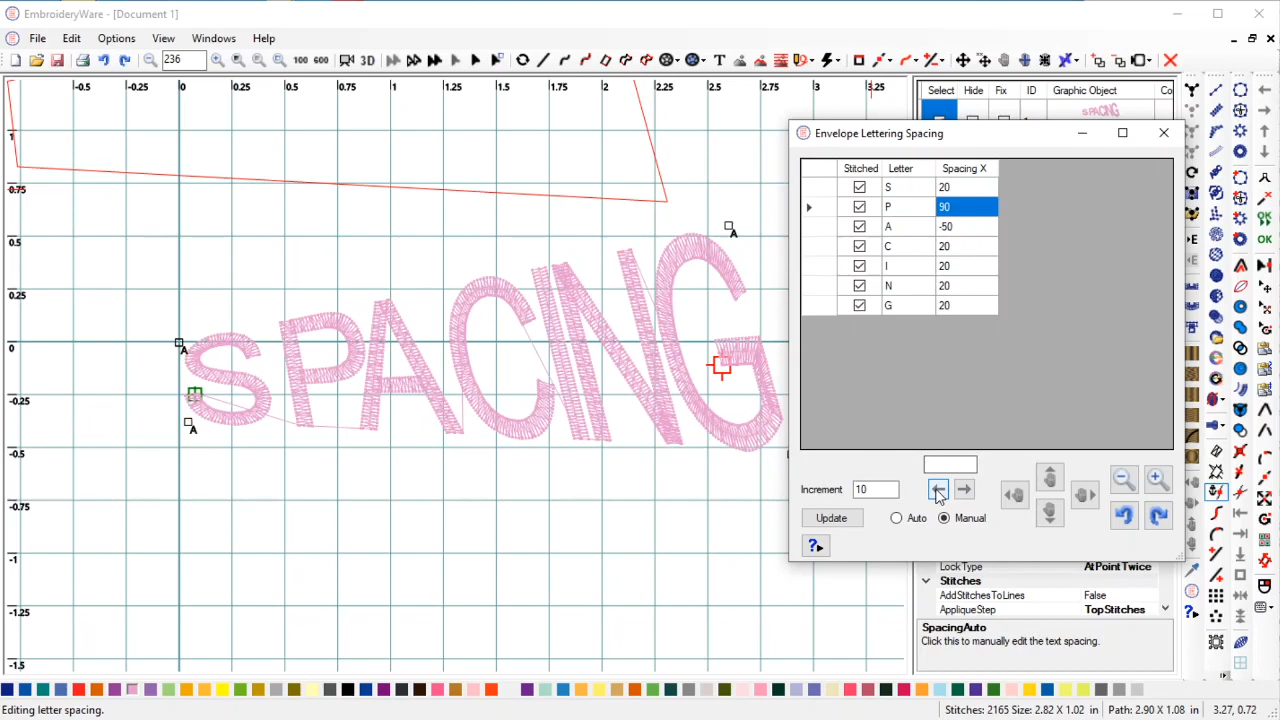 EmbroideryWare - [Document 1]
File Edit Options View Windows Help
236 100 600 3D T
-0.5 -0.25 0 0.25 0.5 0.75 1 1.25 1.5 1.75 2 2.25 2.5 2.75 3 3.25
Select Hide Fix ID Graphic Object Co
SPACING
Envelope Lettering Spacing
Stitched Letter Spacing X
S 20
P 90
A -50
C 20
I 20
N 20
G 20
1
0.75
0.5
0.25
0
-0.25
-0.5
-0.75
-1
-1.25
-1.5
A
A
A
SPACING
Increment 10
Update Auto Manual
?
E
E
OK
OK
LockType AtPointTwice
Stitches
AddStitchesToLines False
AppliqueStep TopStitches
SpacingAuto
Click this to manually edit the text spacing.
Editing letter spacing.
Stitches: 2165 Size: 2.82 X 1.02 in Path: 2.90 X 1.08 in 3.27, 0.72